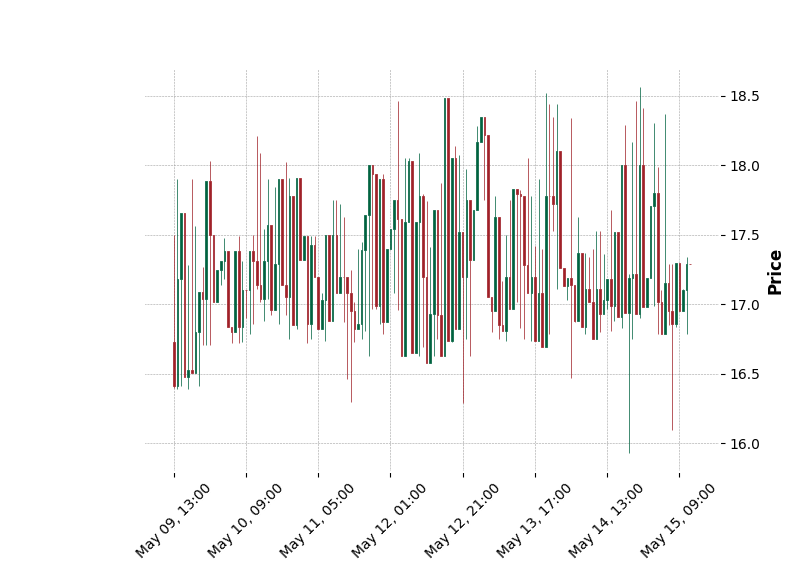 18.5
18.0
17.5
17.0
16.5
16.0
Price
May 09, 13:00
May 10, 09:00
May 11, 05:00
May 12, 01:00
May 12, 21:00
May 13, 17:00
May 14, 13:00
May 15, 09:00